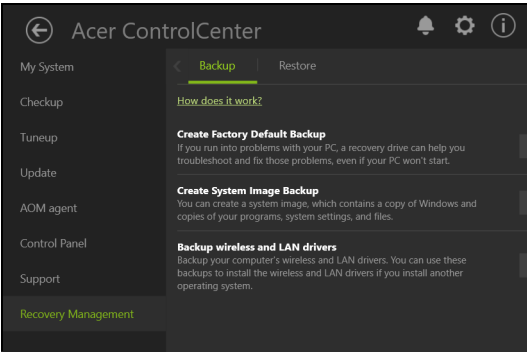 Acer ControlCenter
My System
Checkup
Tuneup
Update
AOM agent
Control Panel
Support
Recovery Management
Backup
Restore
How does it work?
Create Factory Default Backup
If you run into problems with your PC, a recovery drive can help you
troubleshoot and fix those problems, even if your PC won't start.
Create System Image Backup
You can create a system image, which contains a copy of Windows and
copies of your programs, system settings, and files.
Backup wireless and LAN drivers
Backup your computer's wireless and LAN drivers. You can use these
backups to install the wireless and LAN drivers if you install another
operating system.